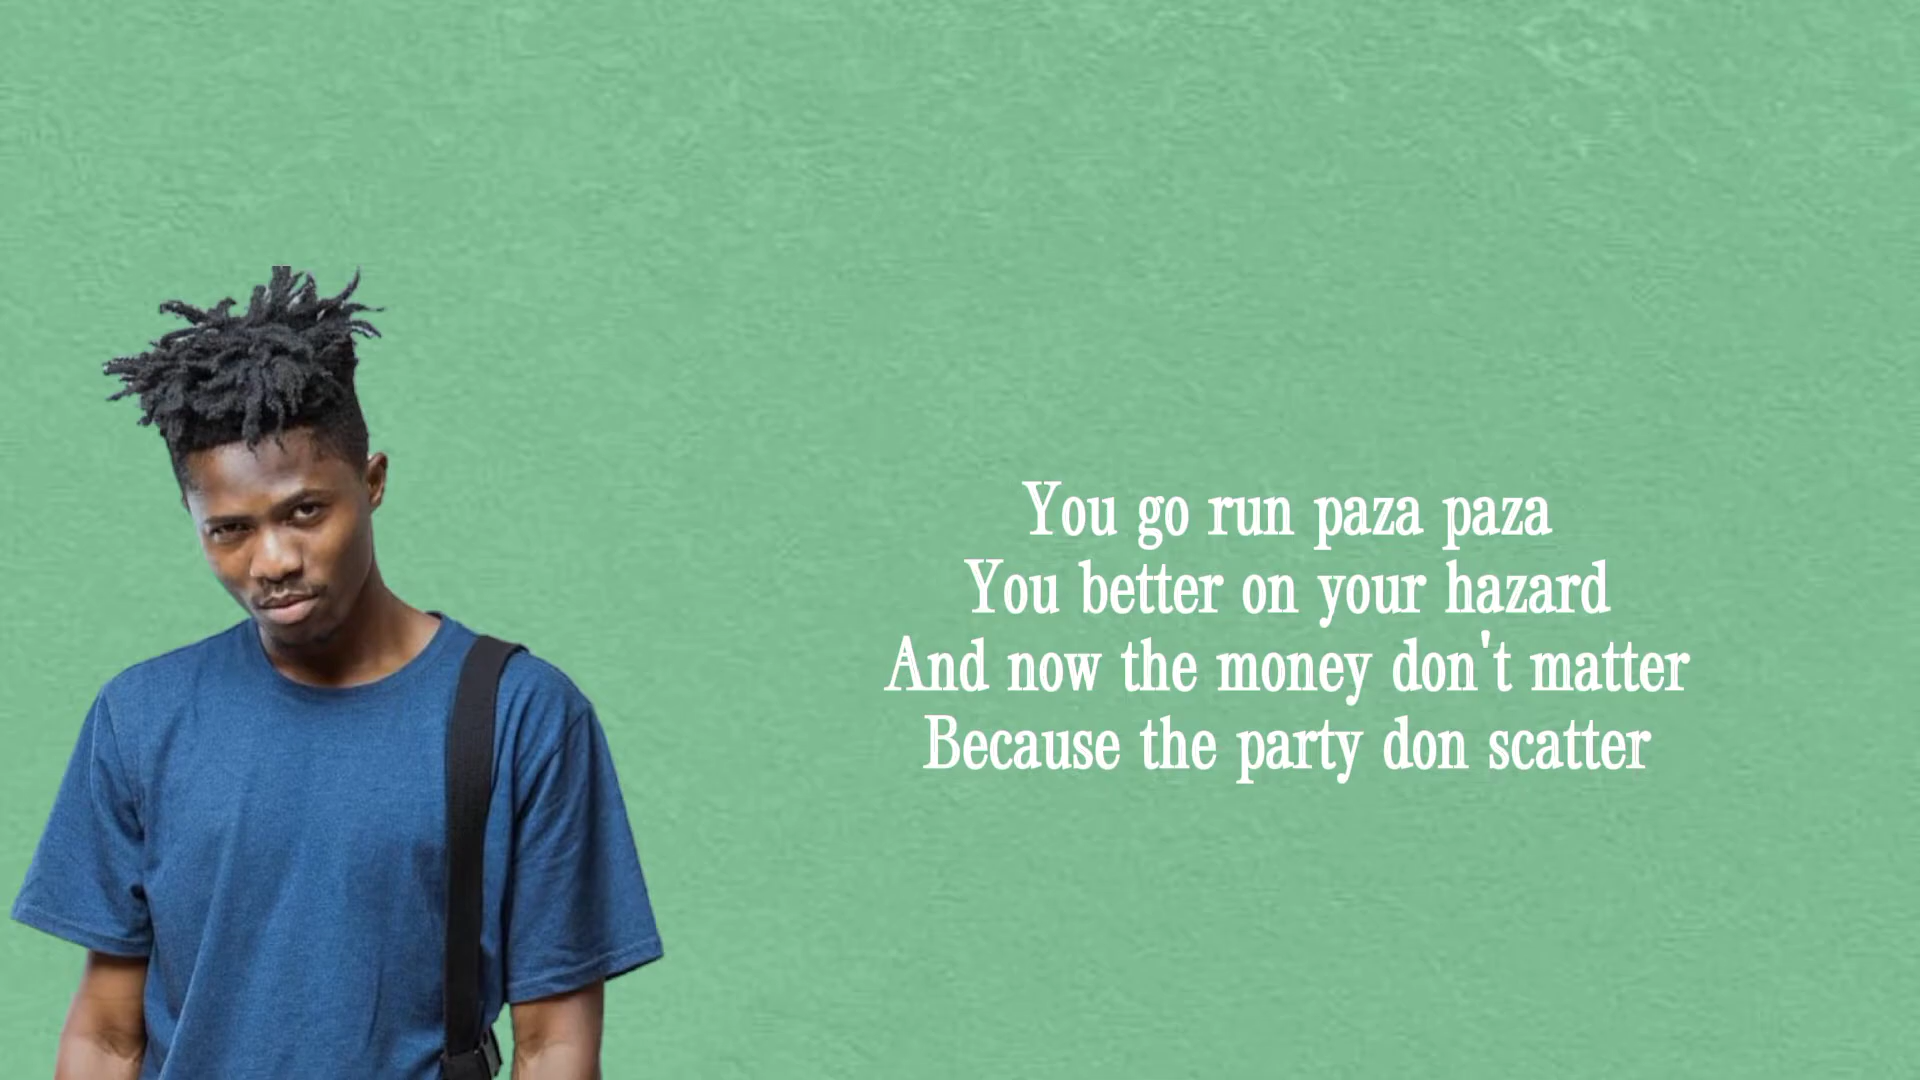 You go run paza paza
You better on your hazard
And now the money don't matter
Because the party don scatter